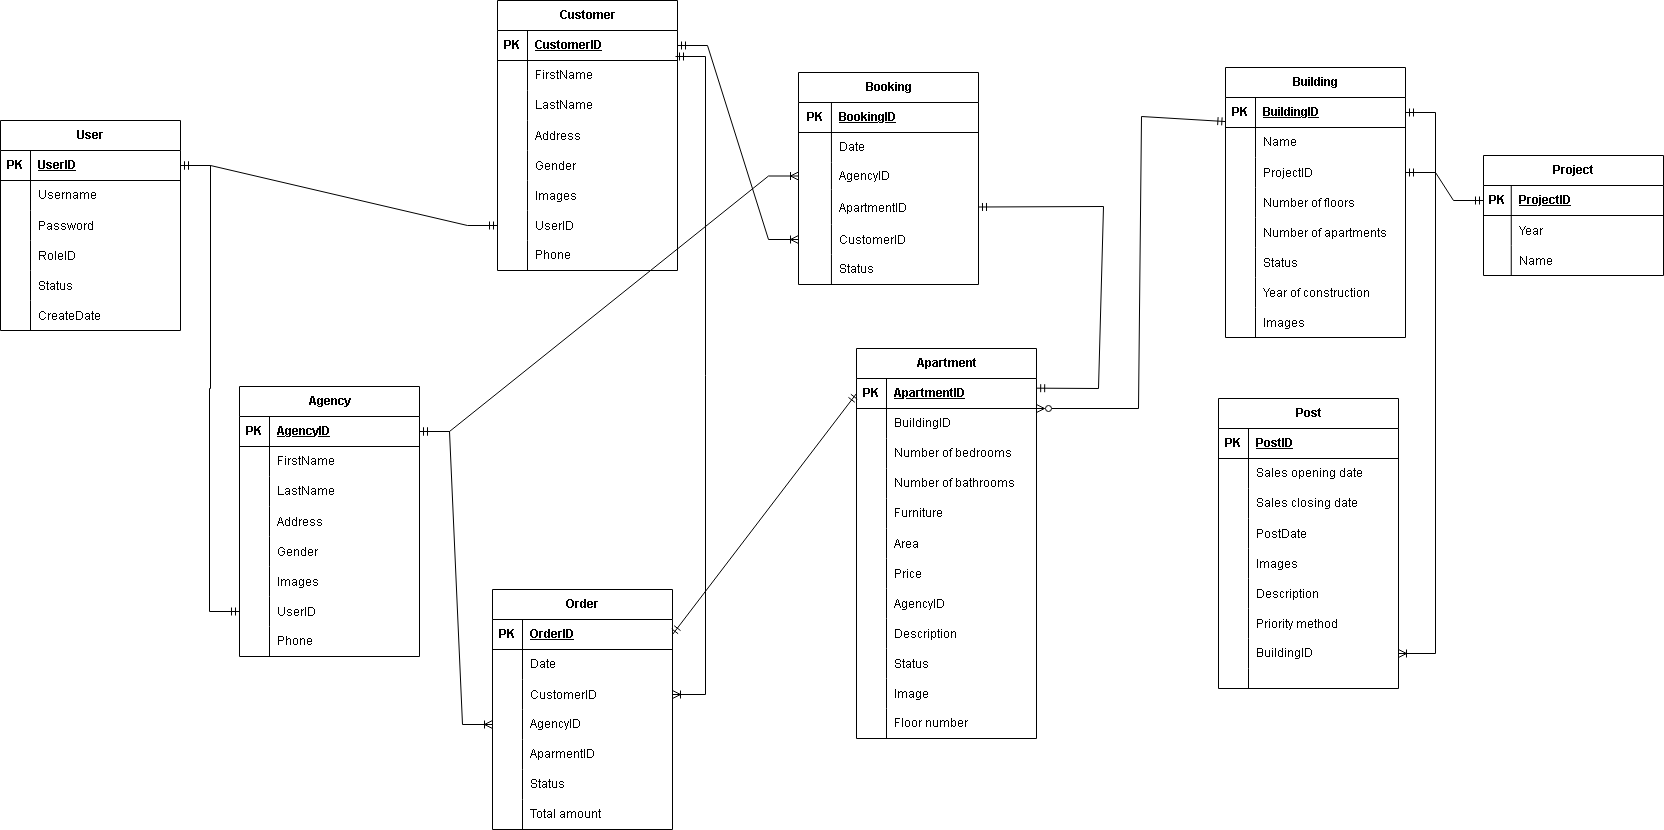 User
PK UserID
Username
Password
RoleID
Status
CreateDate
Customer
PK CustomerID
FirstName
LastName
Address
Gender
Images
UserID
Phone
Booking
PK BookingID
Date
AgencyID
ApartmentID
CustomerID
Status
Building
PK BuildingID
Name
ProjectID
Number of floors
Number of apartments
Status
Year of construction
Images
Project
PK ProjectID
Year
Name
Agency
PK AgencyID
FirstName
LastName
Address
Gender
Images
UserID
Phone
Order
PK OrderID
Date
CustomerID
AgencyID
AparmentID
Status
Total amount
Apartment
PK ApartmentID
BuildingID
Number of bedrooms
Number of bathrooms
Furniture
Area
Price
AgencyID
Description
Status
Image
Floor number
Post
PK PostID
Sales opening date
Sales closing date
PostDate
Images
Description
Priority method
BuildingID